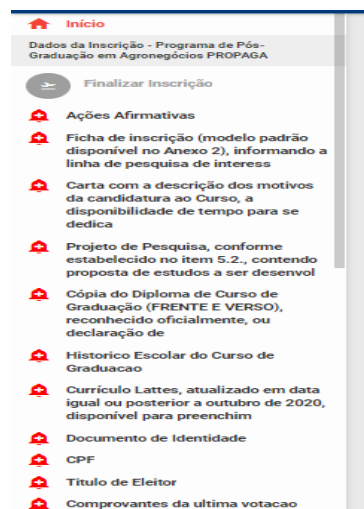 Início
Dados da Inscrição - Programa de Pós-
Graduação em Agronegócios PROPAGA
Finalizar Inscrição
Ações Afirmativas
Ficha de inscrição (modelo padrão
disponível no Anexo 2), informando a
linha de pesquisa de interess
Carta com a descrição dos motivos
da candidatura ao Curso, a
disponibilidade de tempo para se
dedica
Projeto de Pesquisa, conforme
estabelecido no item 5.2., contendo
proposta de estudos a ser desenvol
Cópia do Diploma de Curso de
Graduação (FRENTE E VERSO),
reconhecido oficialmente, ou
declaração de
Historico Escolar do Curso de
Graduacao
Currículo Lattes, atualizado em data
igual ou posterior a outubro de 2020,
disponível para preenchim
Documento de Identidade
CPF
Titulo de Eleitor
Comprovantes da ultima votacao